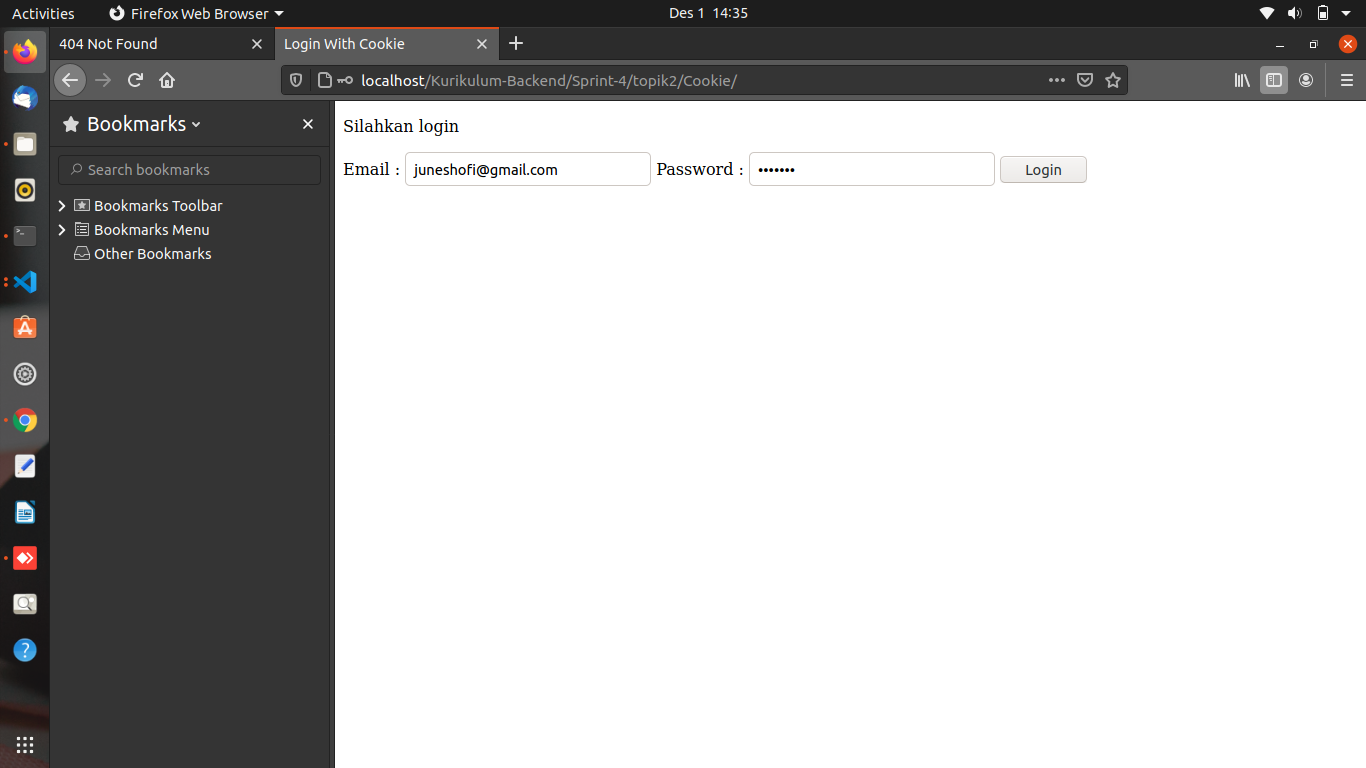 Activities Firefox Web Browser Des 1 14:35
404 Not Found Login With Cookie
localhost/Kurikulum-Backend/Sprint-4/topik2/Cookie/
Bookmarks
Search bookmarks
Bookmarks Toolbar
Bookmarks Menu
Other Bookmarks
Silahkan login
Email : juneshofi@gmail.com Password : ••••••• Login